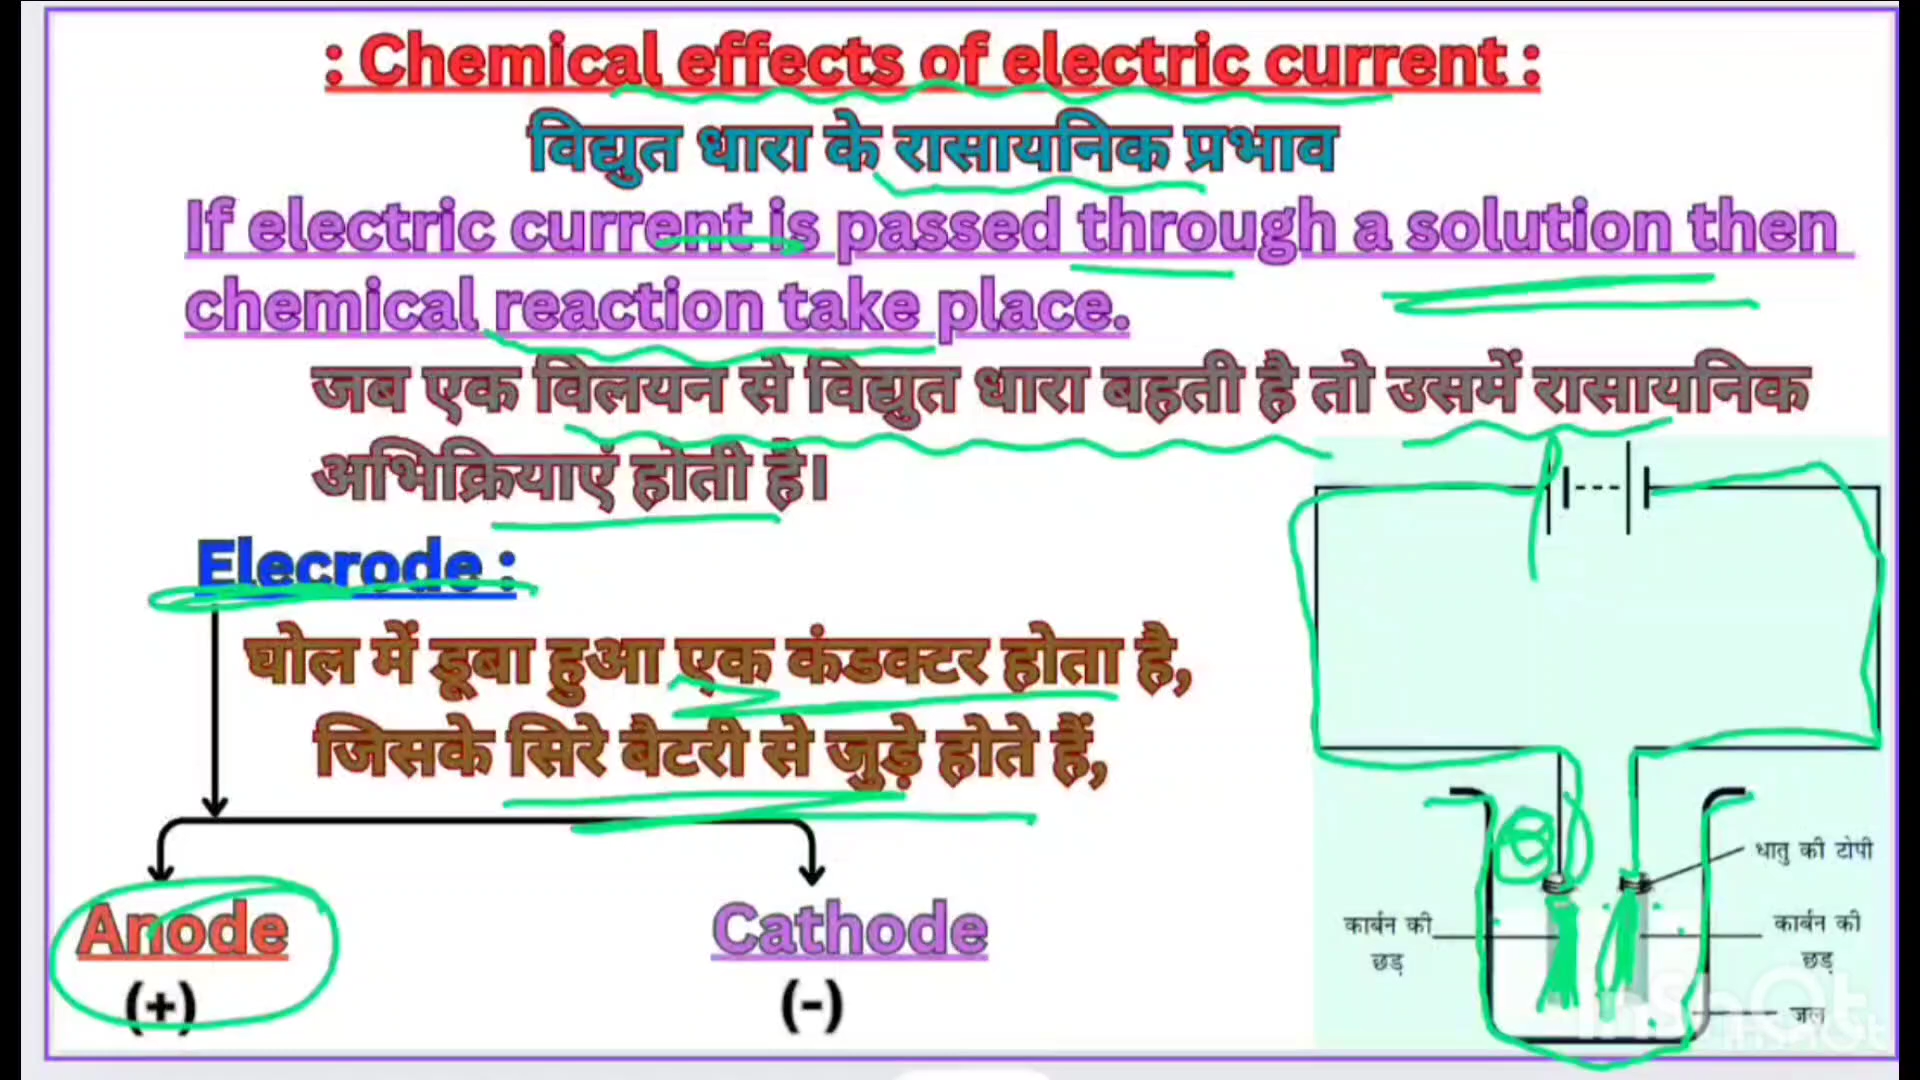 : Chemical effects of electric current :
विद्युत धारा के रासायनिक प्रभाव
If electric current is passed through a solution then
chemical reaction take place.
जब एक विलयन से विद्युत धारा बहती है तो उसमें रासायनिक
अभिक्रियाएं होती है।
Elecrode :
घोल में डूबा हुआ एक कंडक्टर होता है,
जिसके सिरे बैटरी से जुड़े होते हैं,
Anode
(+)
Cathode
(-)
धातु की टोपी
कार्बन की
छड़
कार्बन की
छड़
जल
InShOt